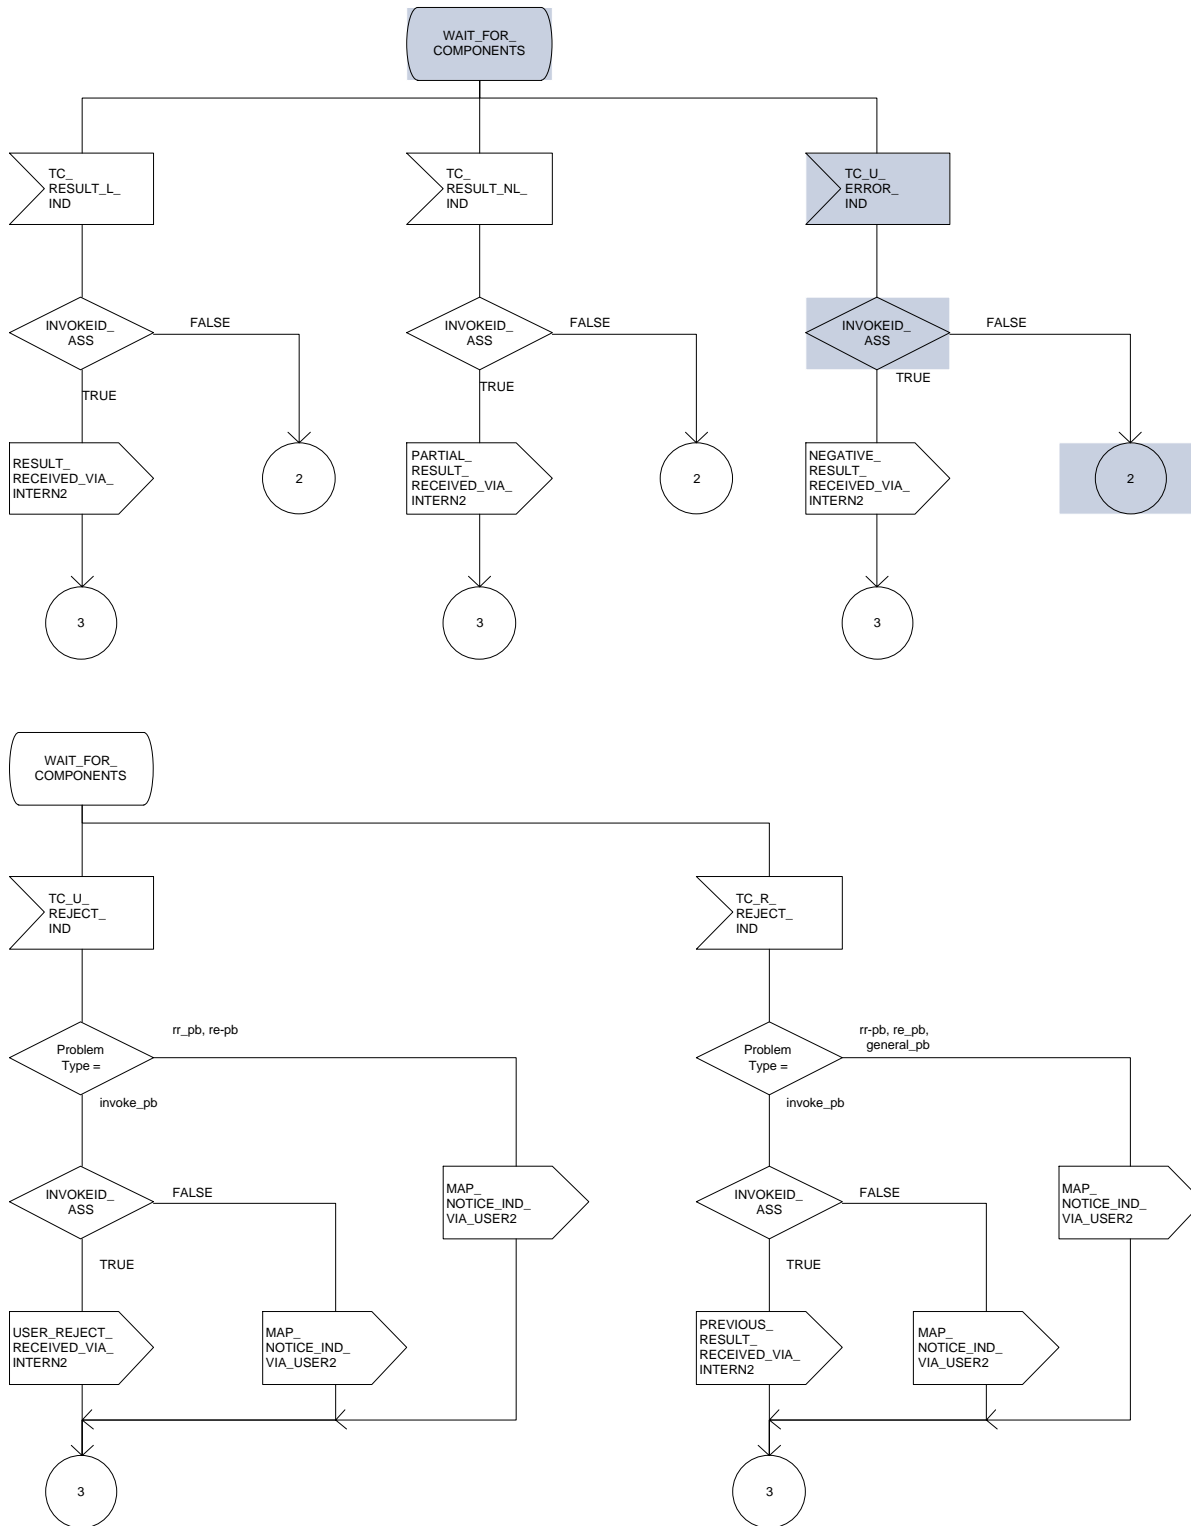 WAIT_FOR_
COMPONENTS
TC_
RESULT_L_
IND
TC_
RESULT_NL_
IND
TC_U_
ERROR_
IND
INVOKEID_
ASS
FALSE
TRUE
INVOKEID_
ASS
FALSE
TRUE
INVOKEID_
ASS
FALSE
TRUE
RESULT_
RECEIVED_VIA_
INTERN2
2
PARTIAL_
RESULT_
RECEIVED_VIA_
INTERN2
2
NEGATIVE_
RESULT_
RECEIVED_VIA_
INTERN2
2
3
3
3
WAIT_FOR_
COMPONENTS
TC_U_
REJECT_
IND
TC_R_
REJECT_
IND
Problem
Type =
rr_pb, re-pb
invoke_pb
Problem
Type =
rr-pb, re_pb,
general_pb
invoke_pb
INVOKEID_
ASS
FALSE
TRUE
MAP_
NOTICE_IND_
VIA_USER2
INVOKEID_
ASS
FALSE
TRUE
MAP_
NOTICE_IND_
VIA_USER2
USER_REJECT_
RECEIVED_VIA_
INTERN2
MAP_
NOTICE_IND_
VIA_USER2
PREVIOUS_
RESULT_
RECEIVED_VIA_
INTERN2
MAP_
NOTICE_IND_
VIA_USER2
3
3